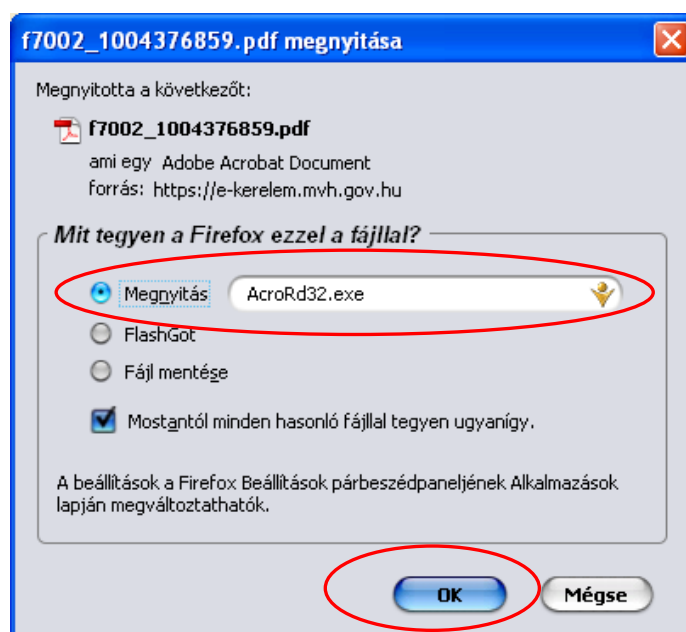 f7002_1004376859.pdf megnyitása
Megnyitotta a következőt:
f7002_1004376859.pdf
ami egy Adobe Acrobat Document
forrás: https://e-kerelem.mvh.gov.hu
Mit tegyen a Firefox ezzel a fájllal?
Megnyitás AcroRd32.exe
FlashGot
Fájl mentése
Mostantól minden hasonló fájllal tegyen ugyanígy.
A beállítások a Firefox Beállítások párbeszédpaneljének Alkalmazások
lapján megváltoztathatók.
OK Mégse